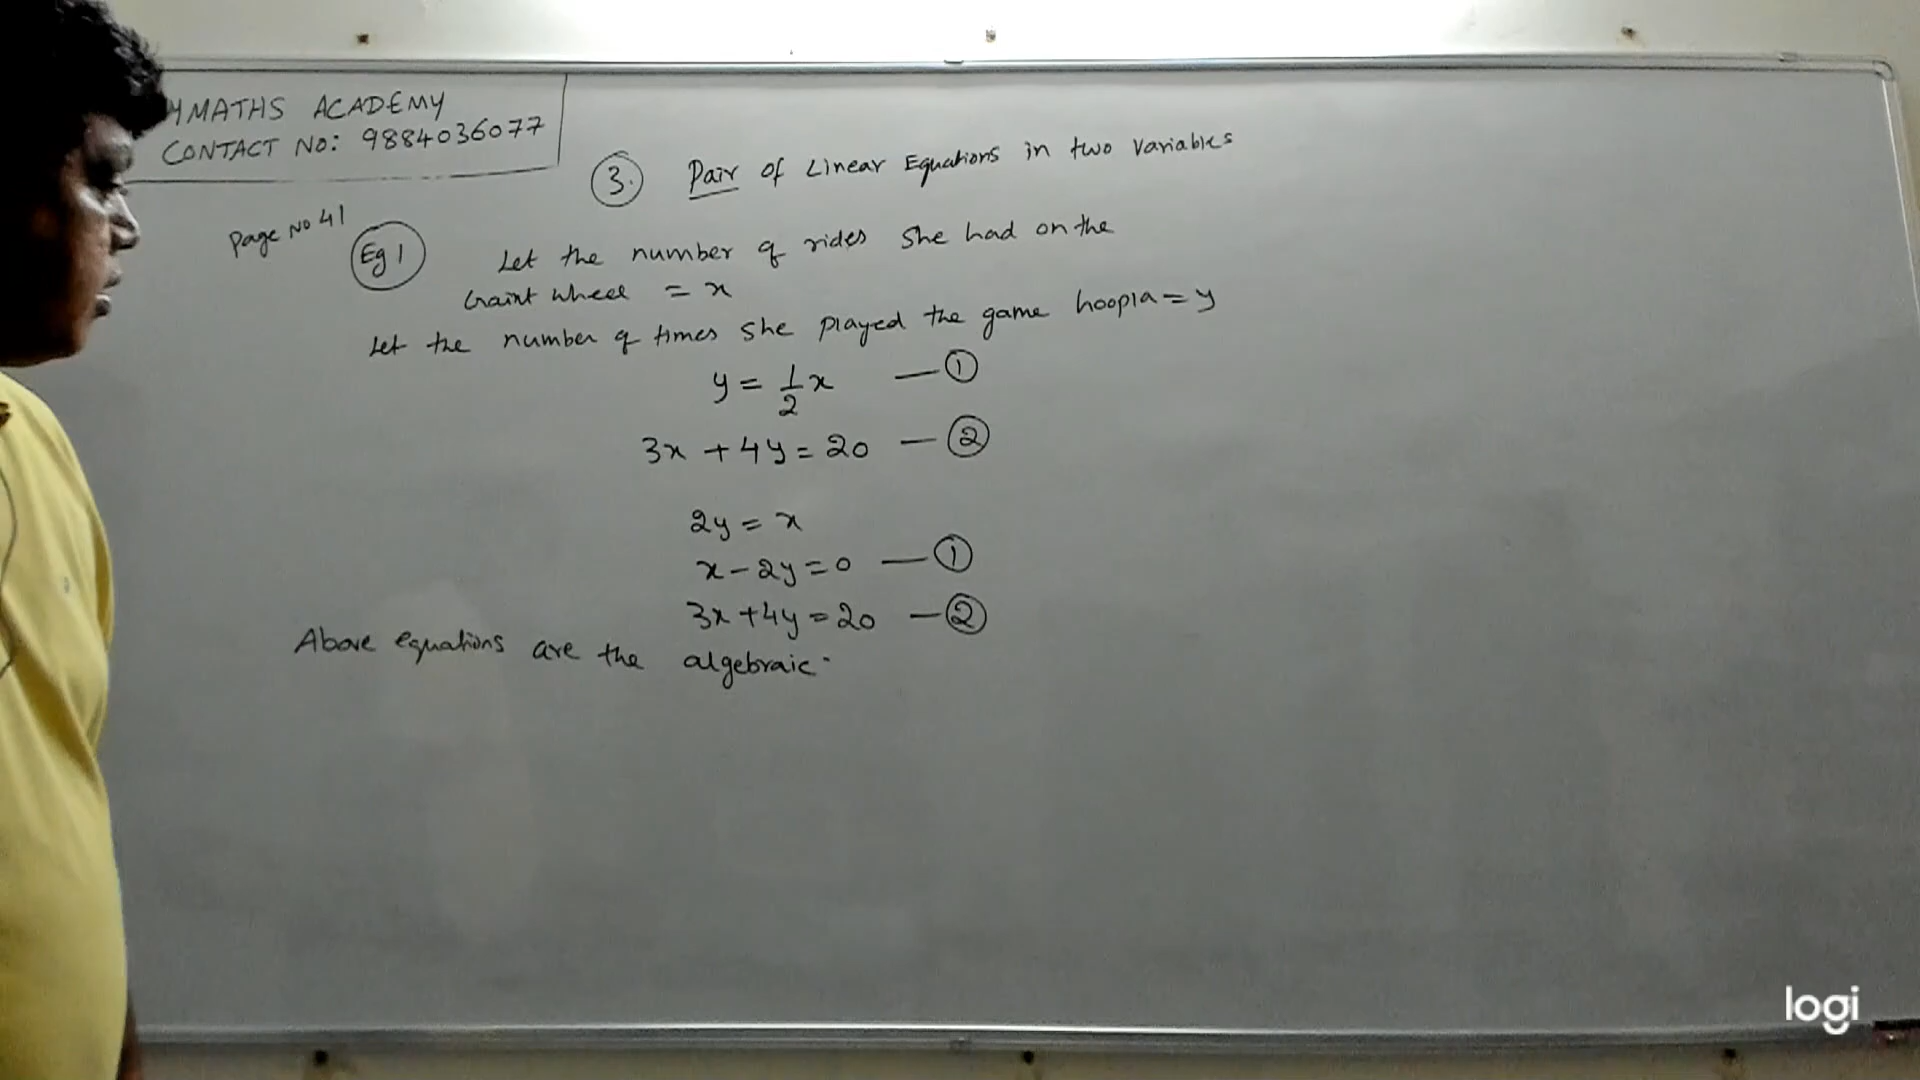 HMATHS ACADEMY
CONTACT NO: 9884036077
3. Pair of Linear Equations in two variables
Page No 41
Eg 1 Let the number of rides she had on the
Graint wheel = x
Let the number of times she played the game hoopla = y
y = 1/2 x — 1
3x + 4y = 20 — 2
2y = x
x - 2y = 0 — 1
3x + 4y = 20 — 2
Above equations are the algebraic
logi